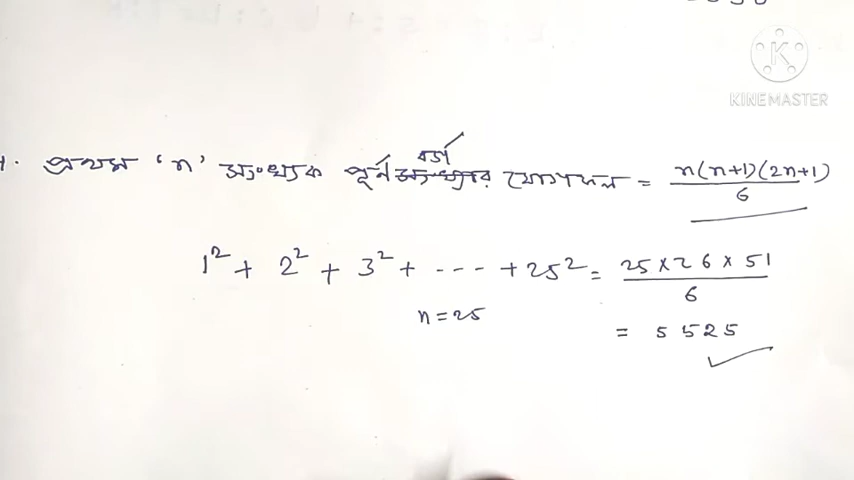 KINEMASTER
1. প্রথম 'n' সংখ্যক পূর্ণবর্গের যোগফল = n(n+1)(2n+1)/6
1² + 2² + 3² + ---- + 25² = 25 × 26 × 51/6
n = 25
= 5525